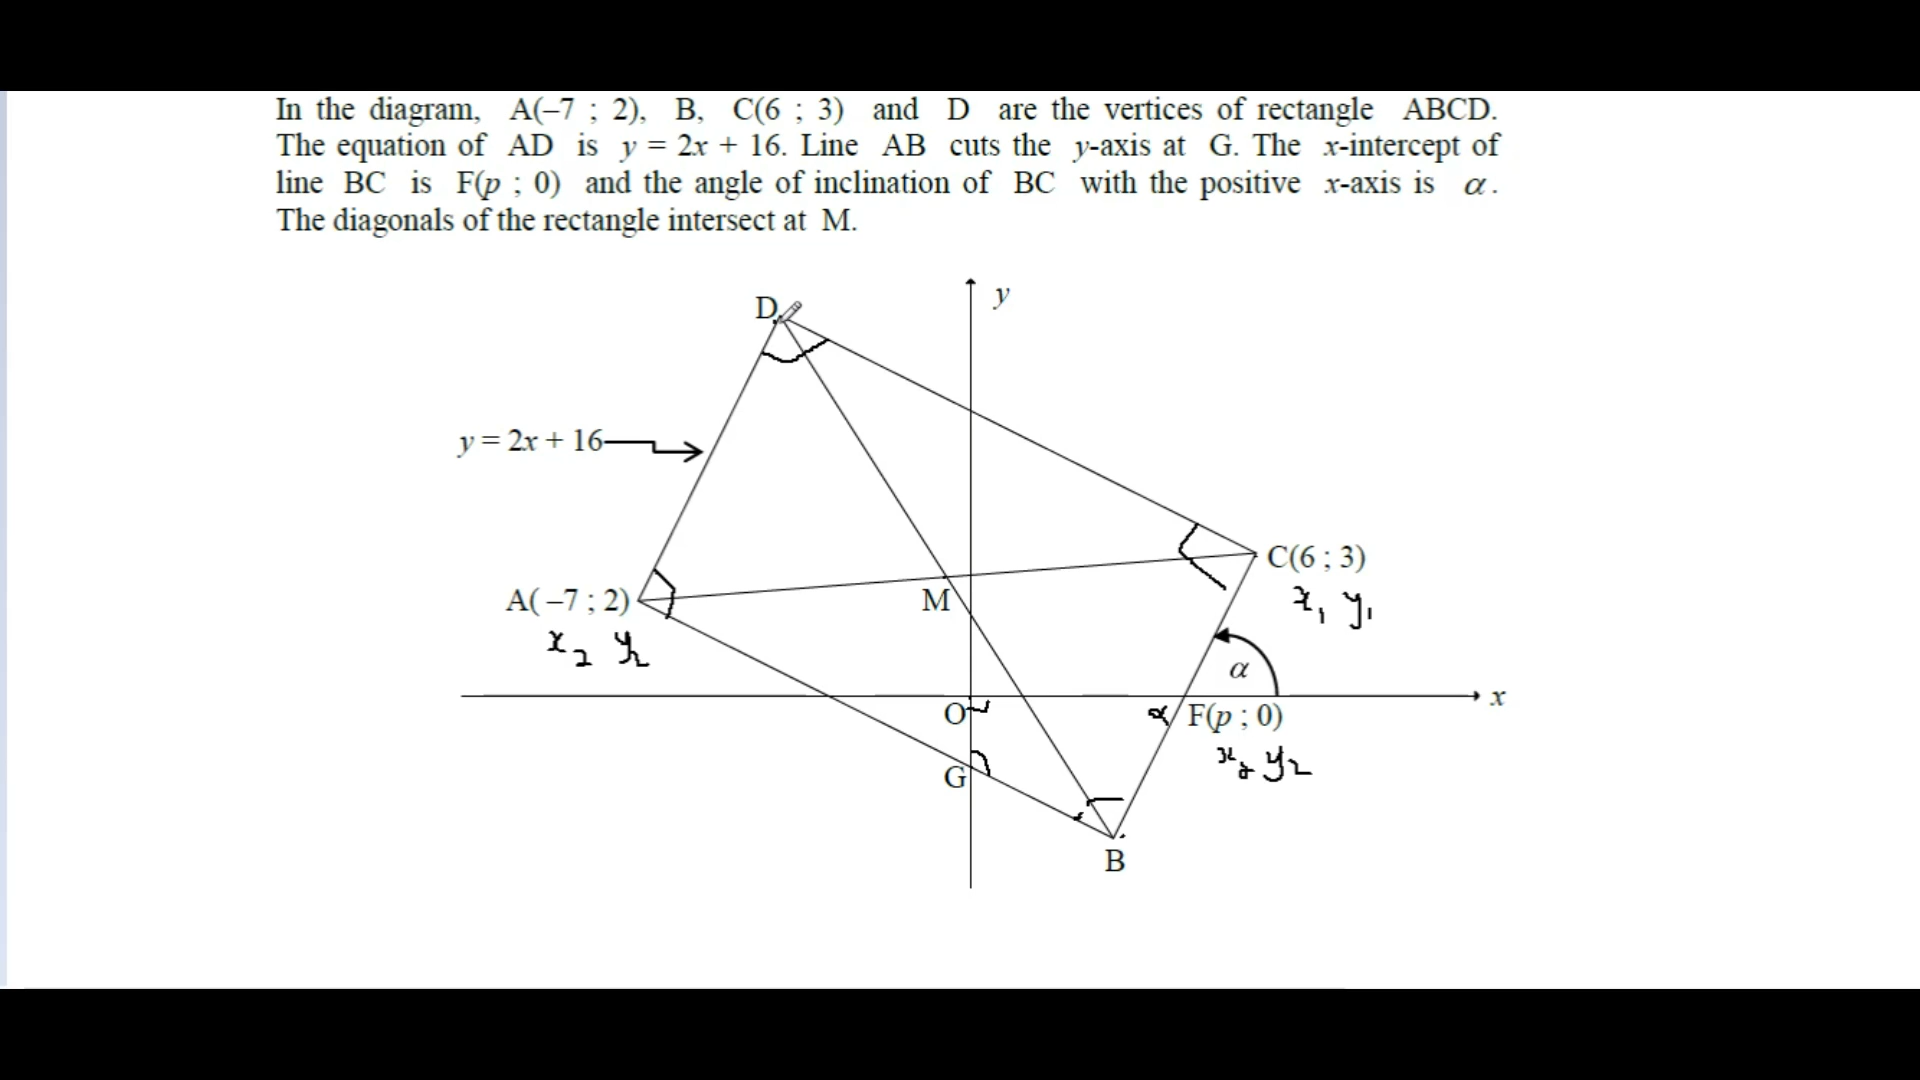 In the diagram, A(–7 ; 2), B, C(6 ; 3) and D are the vertices of rectangle ABCD.
The equation of AD is y = 2x + 16. Line AB cuts the y-axis at G. The x-intercept of
line BC is F(p ; 0) and the angle of inclination of BC with the positive x-axis is α.
The diagonals of the rectangle intersect at M.
D
y
y = 2x + 16
C(6 ; 3)
A( –7 ; 2)
M
x₁ y₁
x₂ y₂
α
x
O
α
F(p ; 0)
G
x₂ y₂
B